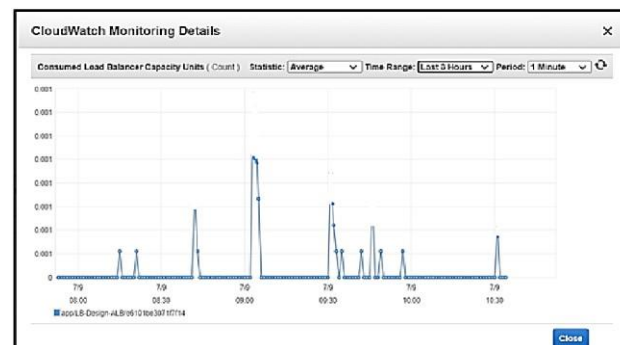 CloudWatch Monitoring Details ×
Consumed Load Balancer Capacity Units ( Count ) Statistic: Average Time Range: Last 3 Hours Period: 1 Minute
0.001
0.001
0.001
0.001
0.001
0.001
0.001
0.001
0
7/9 7/9 7/9 7/9 7/9 7/9
08:00 08:30 09:00 09:30 10:00 10:30
Close